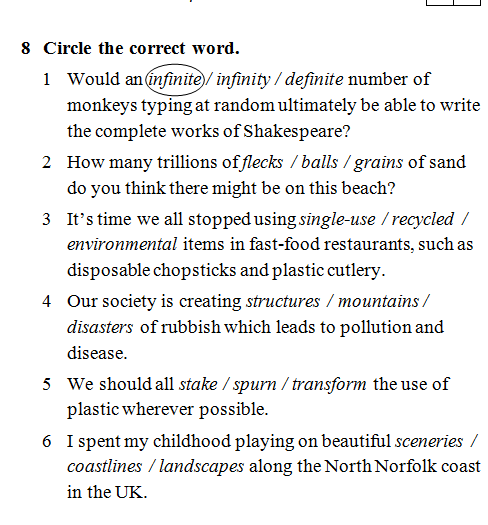 8 Circle the correct word.
1 Would an infinite / infinity / definite number of
monkeys typing at random ultimately be able to write
the complete works of Shakespeare?
2 How many trillions of flecks / balls / grains of sand
do you think there might be on this beach?
3 It's time we all stopped using single-use / recycled /
environmental items in fast-food restaurants, such as
disposable chopsticks and plastic cutlery.
4 Our society is creating structures / mountains /
disasters of rubbish which leads to pollution and
disease.
5 We should all stake / spurn / transform the use of
plastic wherever possible.
6 I spent my childhood playing on beautiful sceneries /
coastlines / landscapes along the North Norfolk coast
in the UK.